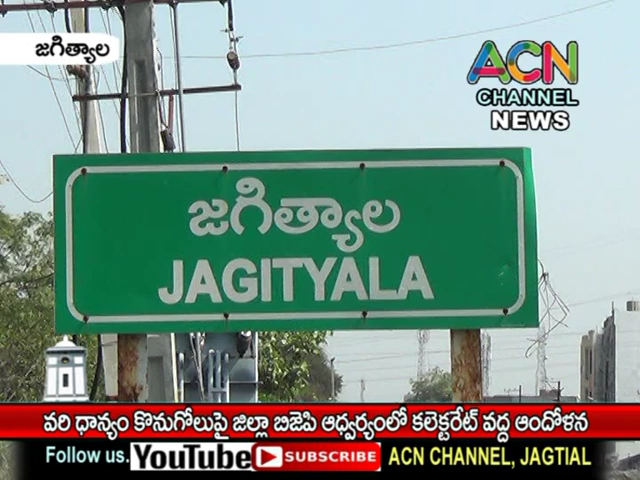 జగిత్యాల
ACN
CHANNEL
NEWS
జగిత్యాల
JAGITYALA
వరి ధాన్యం కొనుగోలుపై జిల్లా బిజెపి ఆధ్వర్యంలో కలెక్టరేట్ వద్ద ఆందోళన
Follow us. YouTube SUBSCRIBE ACN CHANNEL, JAGTIAL